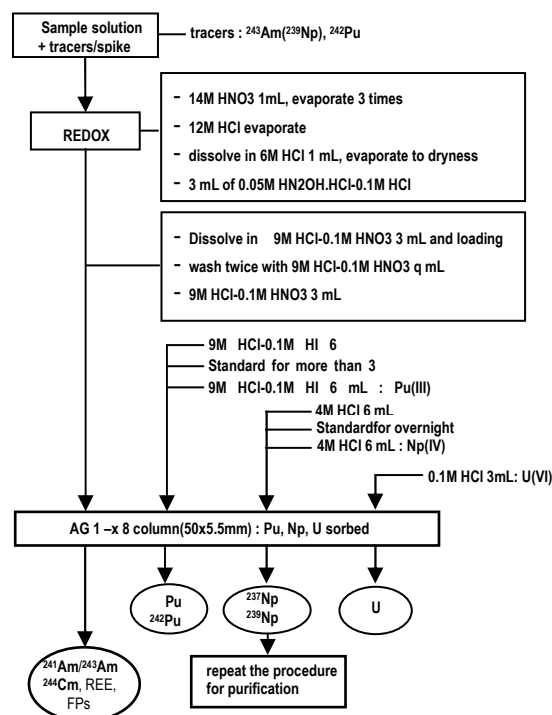 Sample solution
+ tracers/spike
tracers : ²⁴³Am(²³⁹Np), ²⁴²Pu
REDOX
- 14M HNO3 1mL, evaporate 3 times
- 12M HCl evaporate
- dissolve in 6M HCl 1 mL, evaporate to dryness
- 3 mL of 0.05M HN2OH.HCl-0.1M HCl
- Dissolve in 9M HCl-0.1M HNO3 3 mL and loading
- wash twice with 9M HCl-0.1M HNO3 q mL
- 9M HCl-0.1M HNO3 3 mL
9M HCl-0.1M HI 6
Standard for more than 3
9M HCl-0.1M HI 6 mL : Pu(III)
4M HCl 6 mL
Standardfor overnight
4M HCl 6 mL : Np(IV)
0.1M HCl 3mL: U(VI)
AG 1 –x 8 column(50x5.5mm) : Pu, Np, U sorbed
Pu
²⁴²Pu
²³⁷Np
²³⁹Np
U
²⁴¹Am/²⁴³Am
²⁴⁴Cm, REE,
FPs
repeat the procedure
for purification